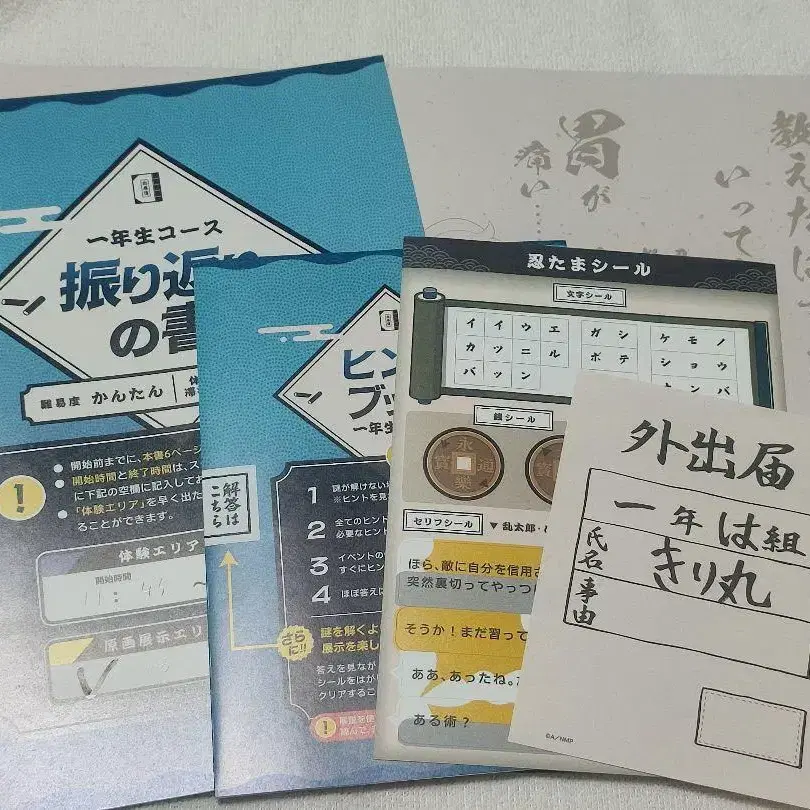 教えたは
いって
胃が
痛い……
一年生コース
振り返り
の書
難易度 かんたん
開始前までに、本書6ペー
開始時間と終了時間は、ス
に下記の空欄に記入してお
「体験エリア」を早く出た
ることができます。
体験エリア
開始時間
11:45 〜
原画展示エリ
ヒン
ブッ
一年生
解答は
こちら
1 謎が解けない
※ヒントを見
2 全てのヒント
必要なヒン
3 イベントの
すぐにヒン
4 ほぼ答えに
さら
に!!
謎を解くよ
展示を楽し
答えを見なが
シールをはが
クリアするこ
忍たまシール
文字シール
イ イ ウ エ ガ シ ケ モ ノ
カ ッ ニ ル ボ テ ショウ
バ ッ ン トンバ
銭シール
永
通
樂
寳
セリフシール ▼乱太郎・し
ほら、敵に自分を信用さ
突然裏切ってやっつ
そうか!まだ習って
ああ、あったね。
ある術?
外出届
一年は組
氏名 きり丸
事由
©A/NMP